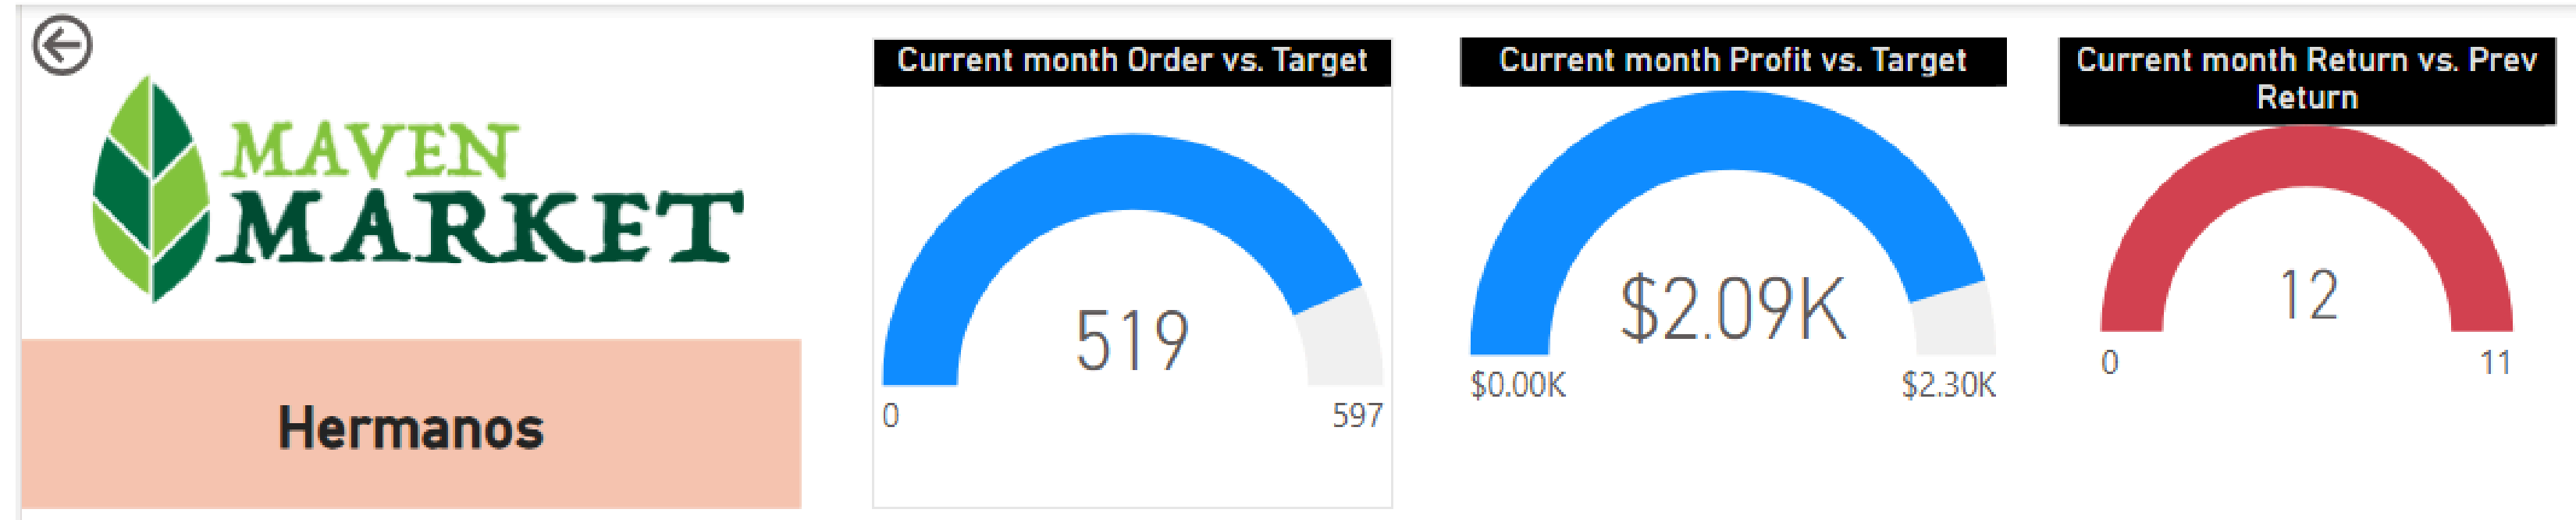 MAVEN
MARKET
Hermanos
Current month Order vs. Target
519
0
597
Current month Profit vs. Target
$2.09K
$0.00K
$2.30K
Current month Return vs. Prev
Return
12
0
11